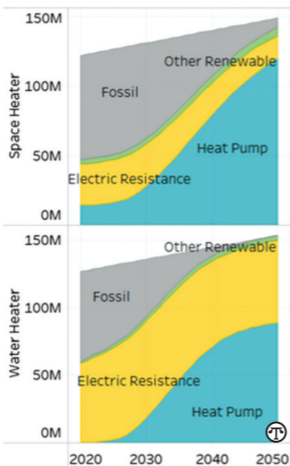 150M
Other Renewable
100M
Fossil
Space Heater
Heat Pump
50M
Electric Resistance
0M
150M
Other Renewable
Fossil
100M
Water Heater
50M
Electric Resistance
Heat Pump
0M
2020 2030 2040 2050